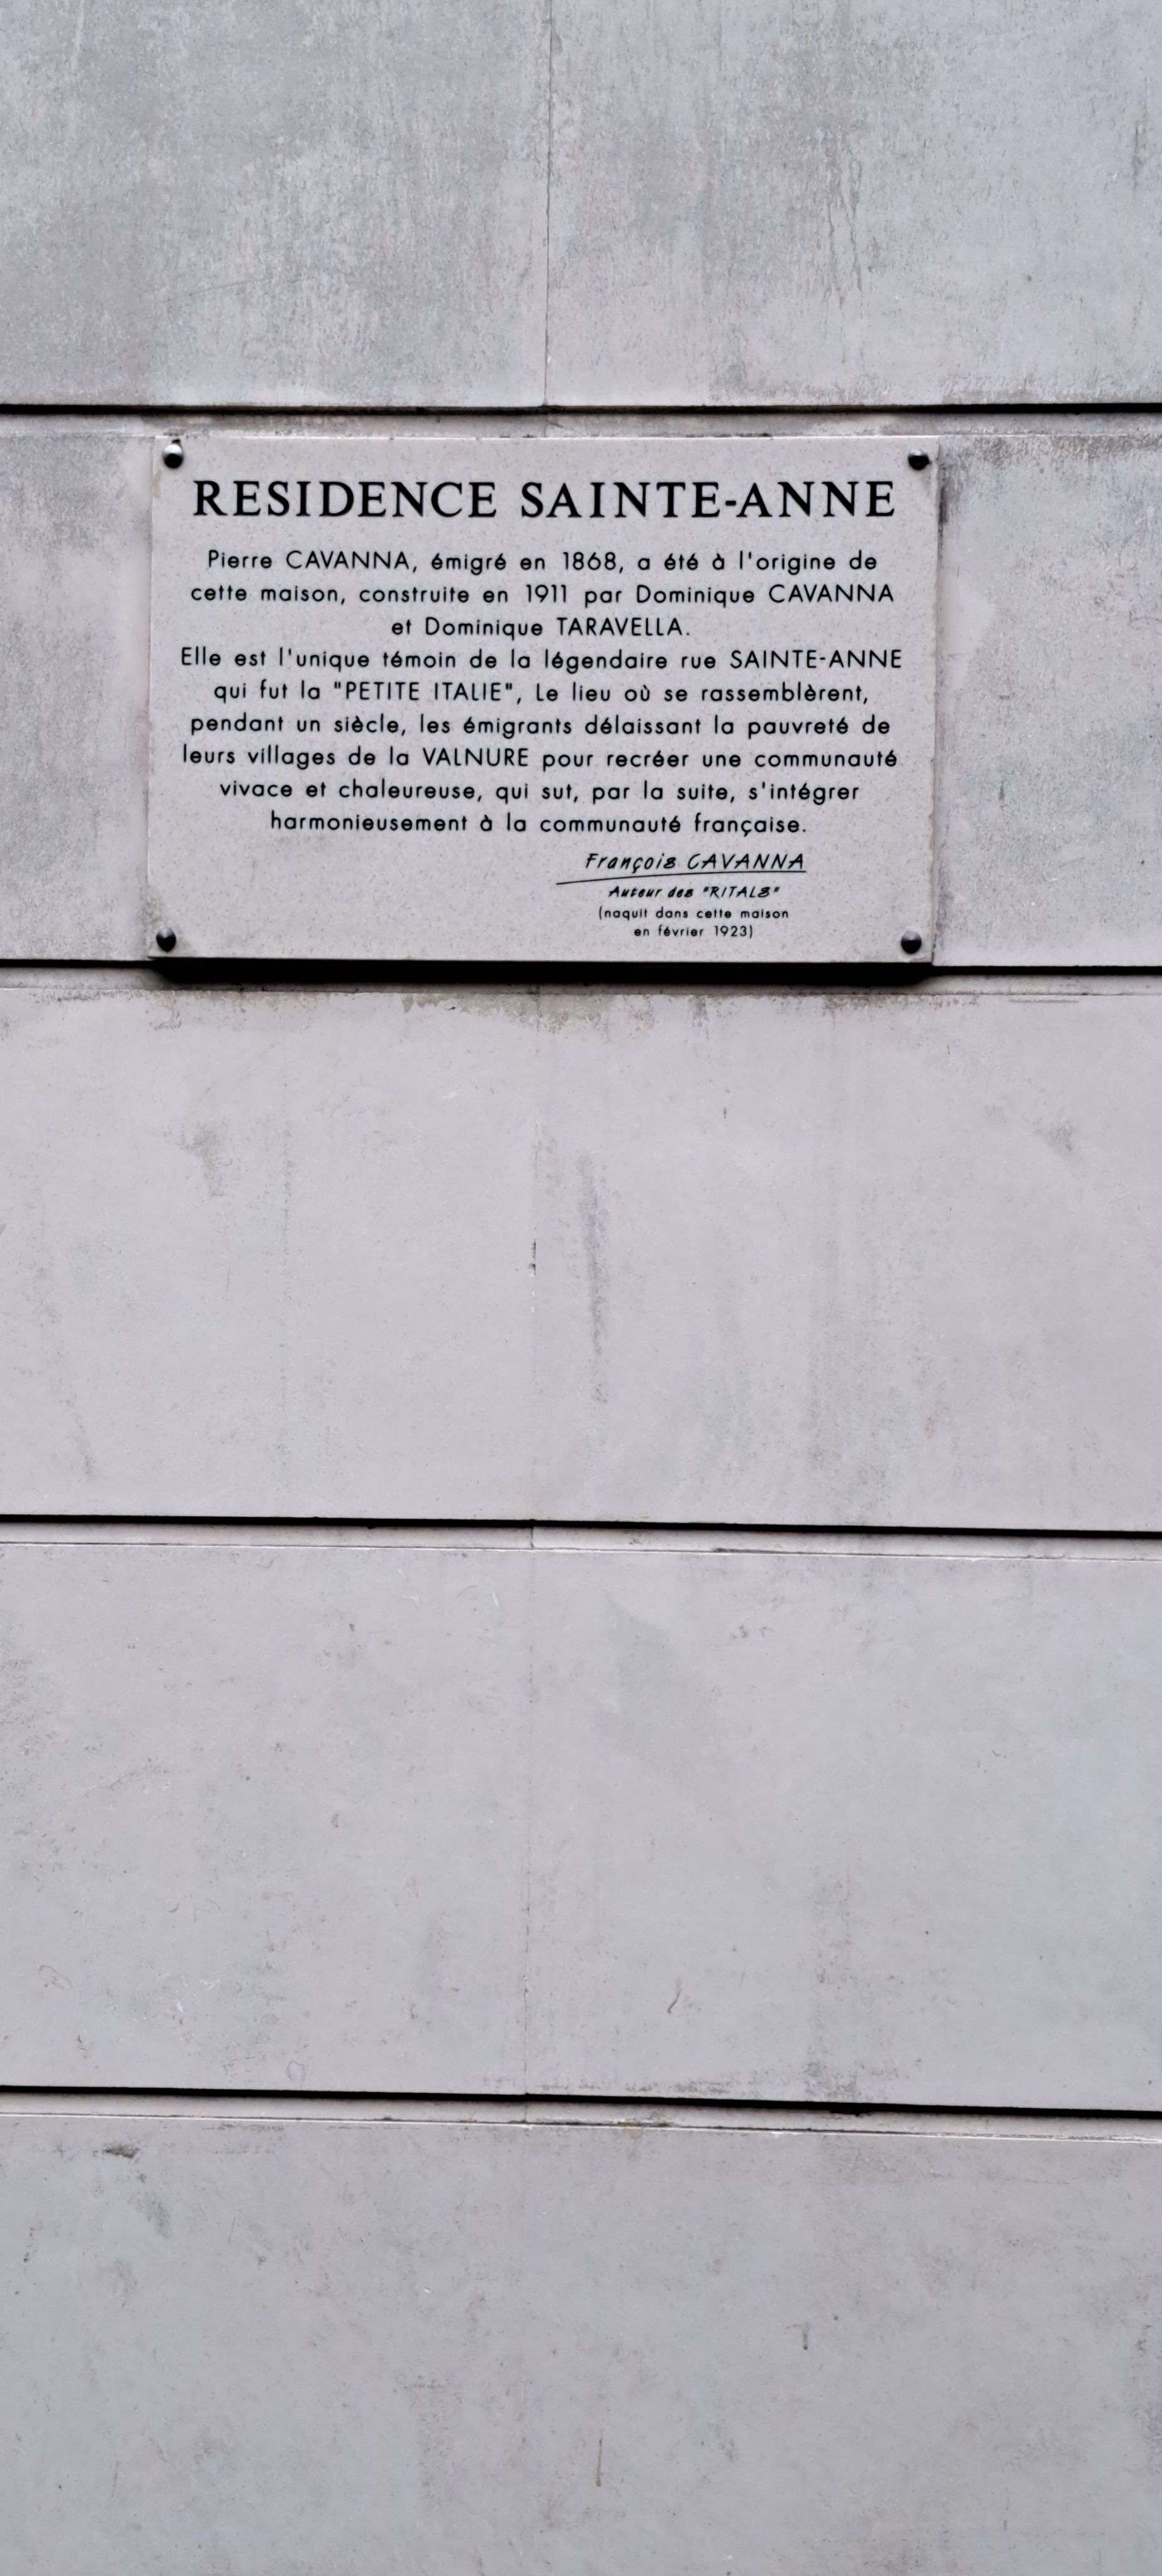 RESIDENCE SAINTE-ANNE
Pierre CAVANNA, émigré en 1868, a été à l'origine de
cette maison, construite en 1911 par Dominique CAVANNA
et Dominique TARAVELLA.
Elle est l'unique témoin de la légendaire rue SAINTE-ANNE
qui fut la "PETITE ITALIE", Le lieu où se rassemblèrent,
pendant un siècle, les émigrants délaissant la pauvreté de
leurs villages de la VALNURE pour recréer une communauté
vivace et chaleureuse, qui sut, par la suite, s'intégrer
harmonieusement à la communauté française.
François CAVANNA
Auteur des "RITALS"
(naquit dans cette maison
en février 1923)